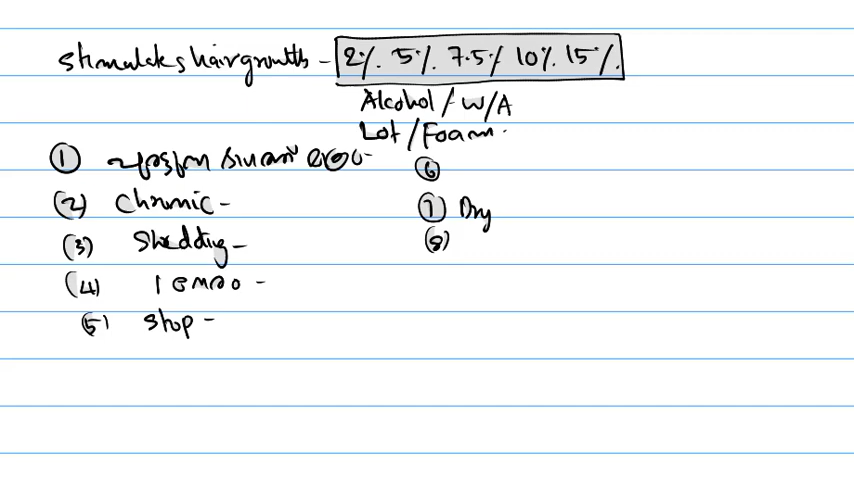 stimulates hairgrowth - 2% 5% 7.5% 10% 15%.
Alcohol / W/A
Lot / Foam.
①
(2) Chronic -
(3) Shedding -
(4) 1 -
(5) Stop -
⑥
⑦ Dry
(8)